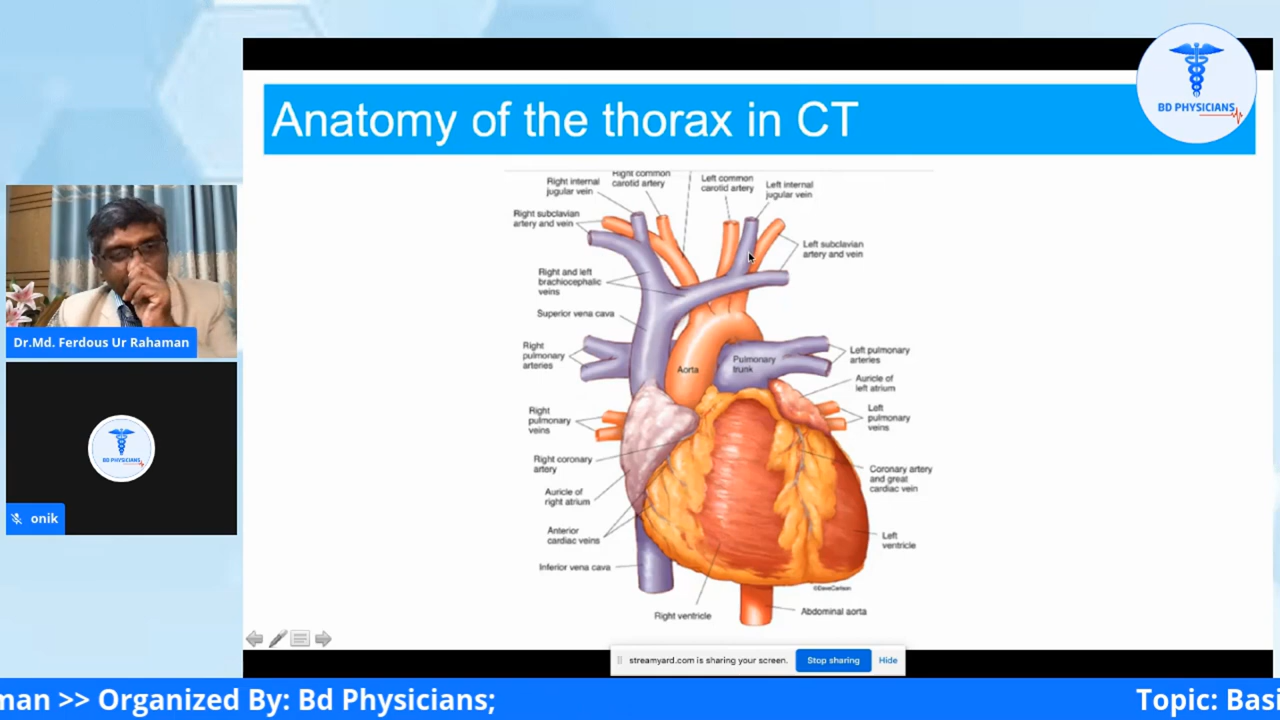 Anatomy of the thorax in CT
BD PHYSICIANS
Right common
carotid artery
Left common
carotid artery
Right internal
jugular vein
Left internal
jugular vein
Right subclavian
artery and vein
Left subclavian
artery and vein
Right and left
brachiocephalic
veins
Superior vena cava
Right
pulmonary
arteries
Aorta
Pulmonary
trunk
Left pulmonary
arteries
Auricle of
left atrium
Right
pulmonary
veins
Left
pulmonary
veins
Right coronary
artery
Coronary artery
and great
cardiac vein
Auricle of
right atrium
Anterior
cardiac veins
Left
ventricle
Inferior vena cava
©DaveCarlson
Right ventricle
Abdominal aorta
Dr.Md. Ferdous Ur Rahaman
BD PHYSICIANS
onik
streamyard.com is sharing your screen.
Stop sharing
Hide
man >> Organized By: Bd Physicians;
Topic: Basi